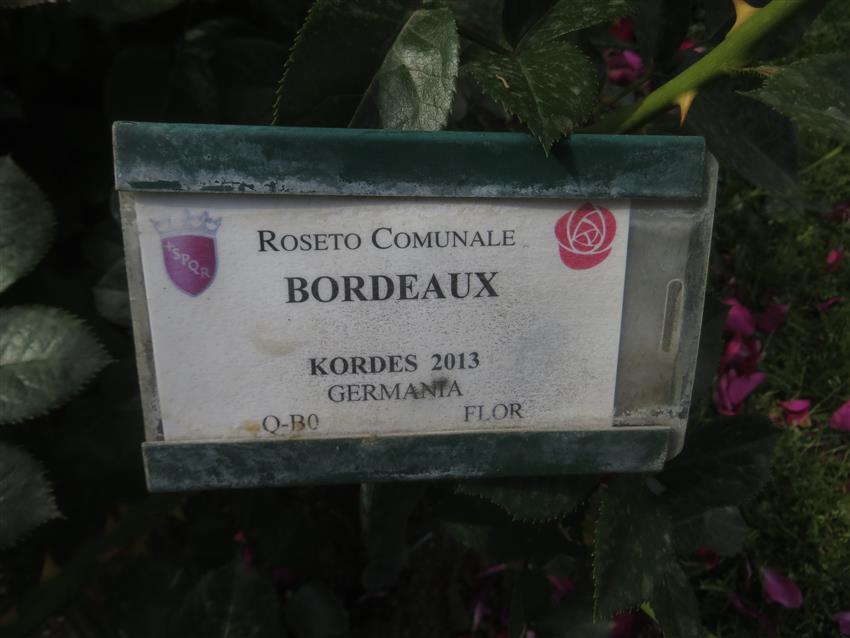 SPQR
ROSETO COMUNALE
BORDEAUX
KORDES 2013
GERMANIA
Q-B0 FLOR